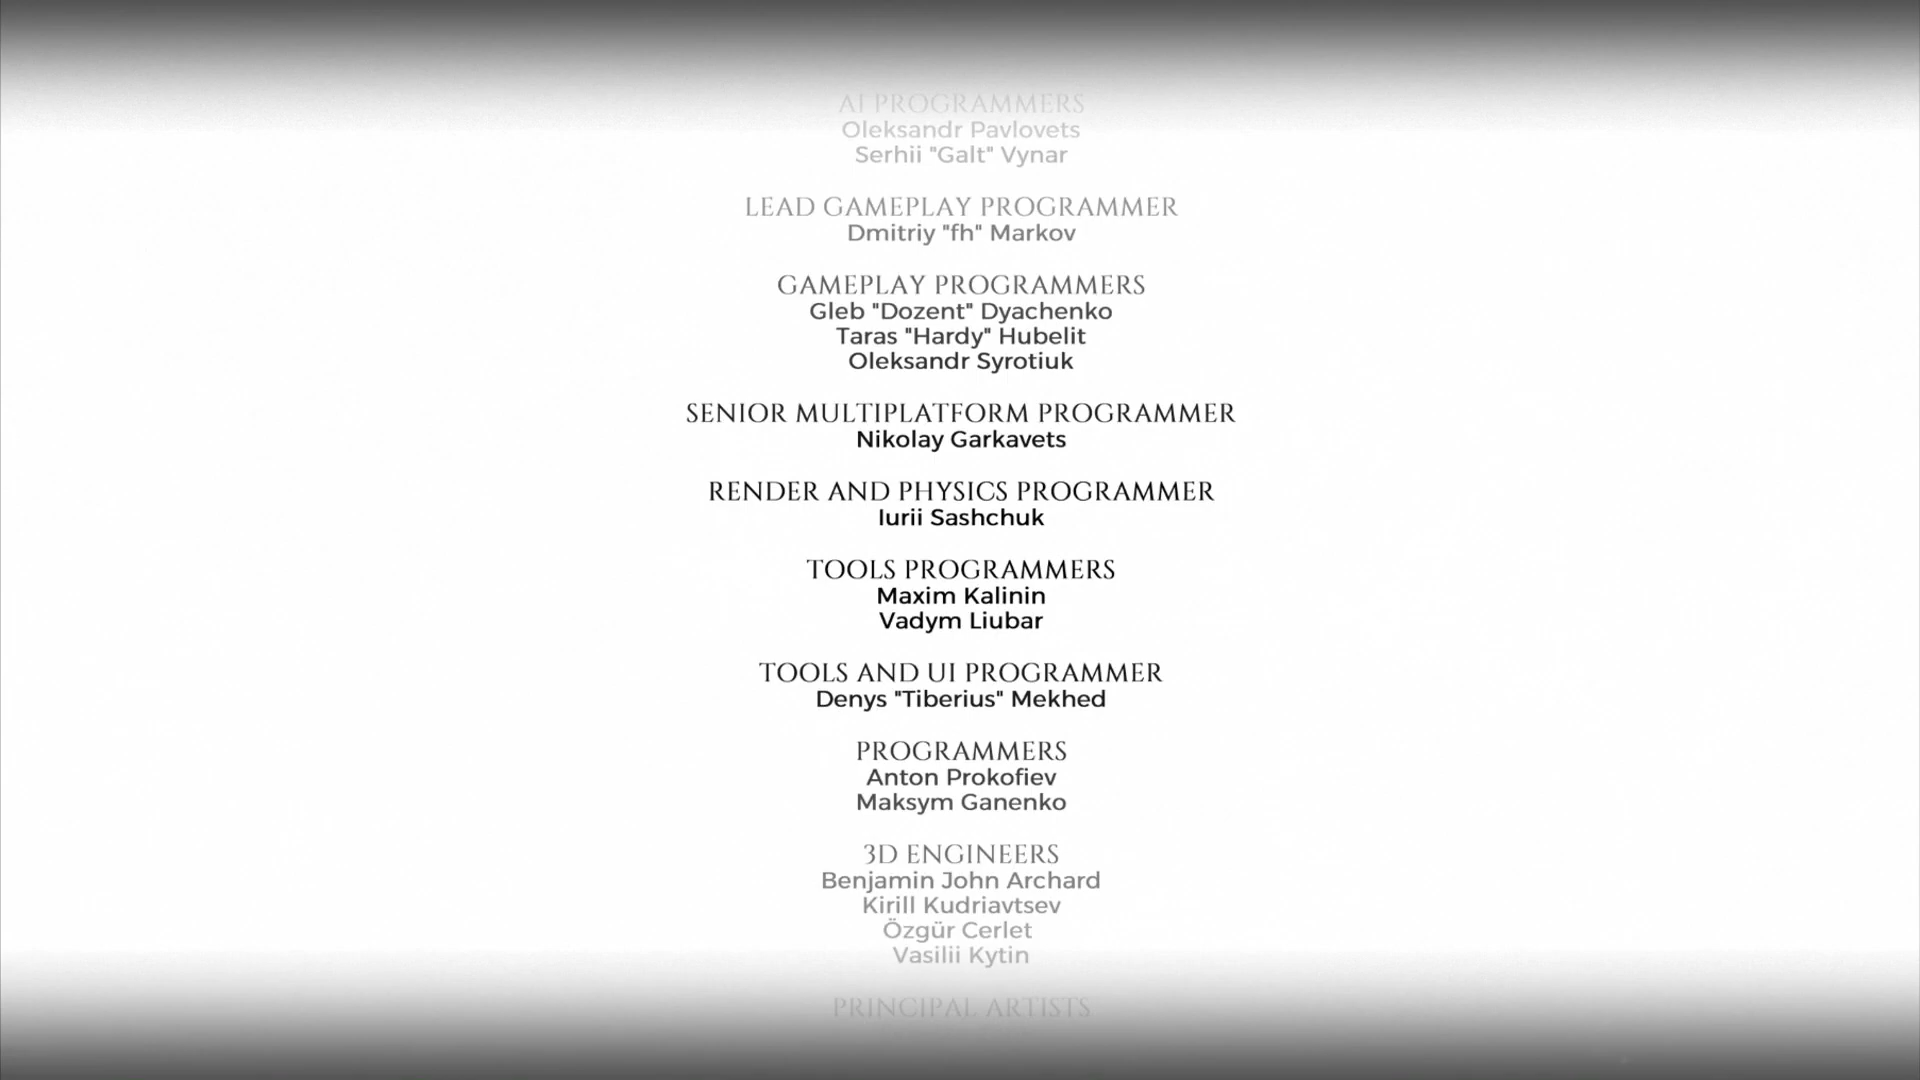 AI PROGRAMMERS
Oleksandr Pavlovets
Serhii "Galt" Vynar
LEAD GAMEPLAY PROGRAMMER
Dmitriy "fh" Markov
GAMEPLAY PROGRAMMERS
Gleb "Dozent" Dyachenko
Taras "Hardy" Hubelit
Oleksandr Syrotiuk
SENIOR MULTIPLATFORM PROGRAMMER
Nikolay Garkavets
RENDER AND PHYSICS PROGRAMMER
Iurii Sashchuk
TOOLS PROGRAMMERS
Maxim Kalinin
Vadym Liubar
TOOLS AND UI PROGRAMMER
Denys "Tiberius" Mekhed
PROGRAMMERS
Anton Prokofiev
Maksym Ganenko
3D ENGINEERS
Benjamin John Archard
Kirill Kudriavtsev
Özgür Cerlet
Vasilii Kytin
PRINCIPAL ARTISTS